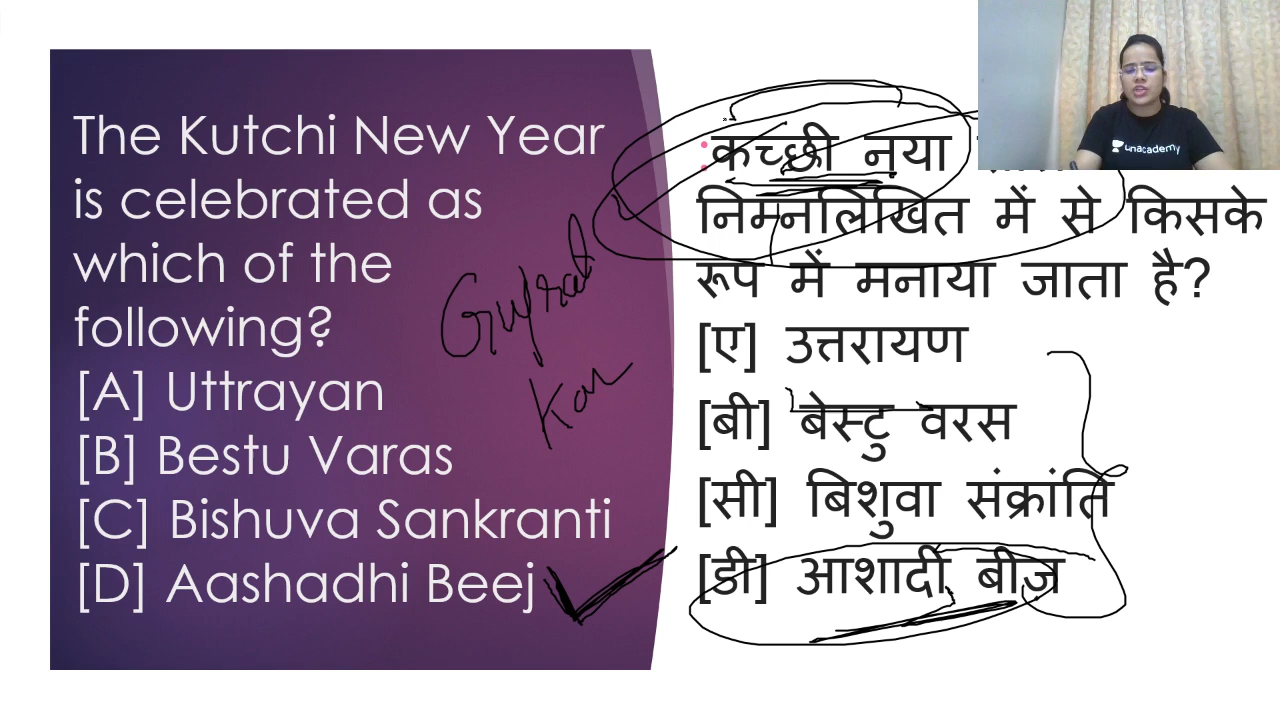 The Kutchi New Year
is celebrated as
which of the
following?
[A] Uttrayan
[B] Bestu Varas
[C] Bishuva Sankranti
[D] Aashadhi Beej
Gujrat
कच्छी नया
निम्नलिखित में से किसके
रूप में मनाया जाता है?
[ए] उत्तरायण
[बी] बेस्टु वरस
[सी] बिशुवा संक्रांति
[डी] आशादी बीज
unacademy